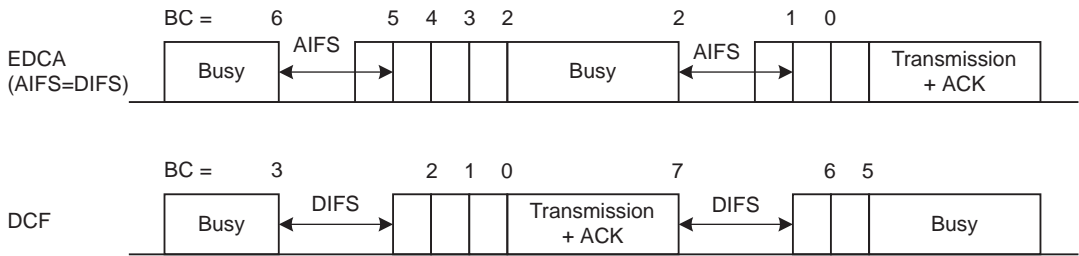 BC = 6 5 4 3 2 2 1 0
EDCA
(AIFS=DIFS)
Busy AIFS Busy AIFS Transmission
+ ACK
BC = 3 2 1 0 7 6 5
DCF Busy DIFS Transmission
+ ACK DIFS Busy